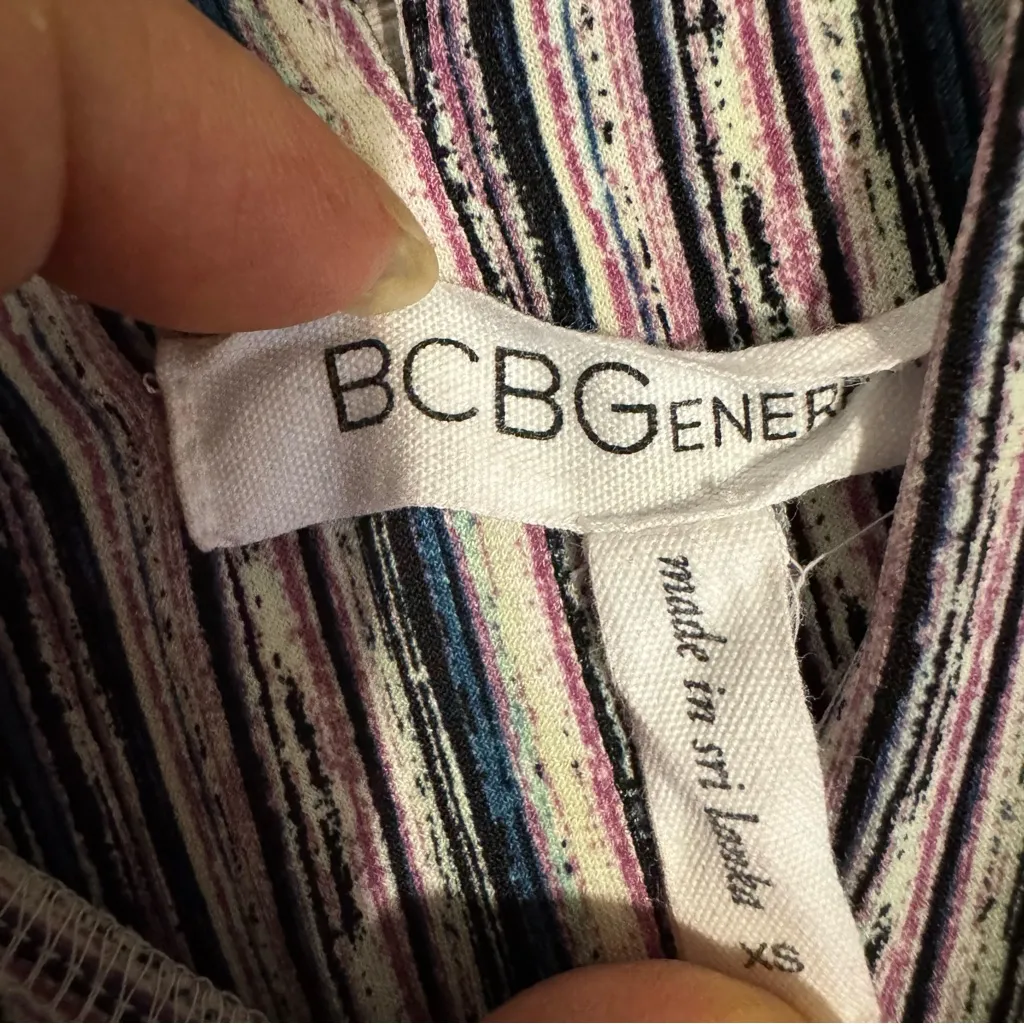 BCBGENER
made in sri lanka
XS